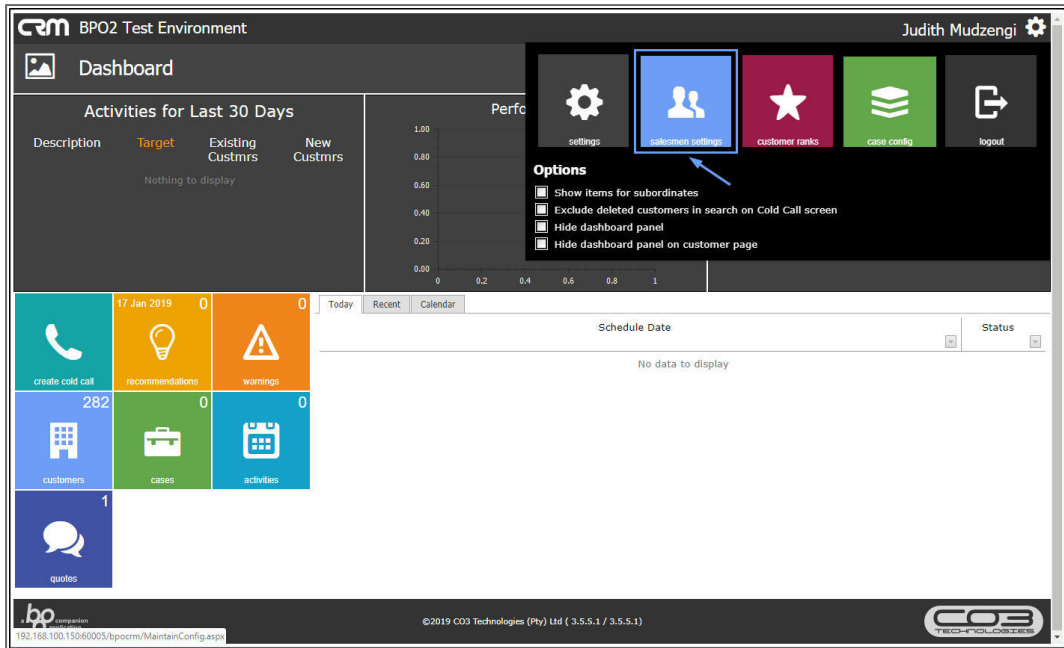 CRM BPO2 Test Environment
Judith Mudzengi
Dashboard
settings
salesmen settings
customer ranks
case config
logout
Options
Show items for subordinates
Exclude deleted customers in search on Cold Call screen
Hide dashboard panel
Hide dashboard panel on customer page
Activities for Last 30 Days
Description Target Existing Custmrs New Custmrs
Nothing to display
Perfo
1.00
0.80
0.60
0.40
0.20
0.00
0 0.2 0.4 0.6 0.8 1
create cold call
17 Jan 2019 0
recommendations
0
warnings
282
customers
0
cases
0
activities
1
quotes
Today Recent Calendar
Schedule Date Status
No data to display
a bpo companion application
192.168.100.150:60005/bpocrm/MaintainConfig.aspx
©2019 CO3 Technologies (Pty) Ltd ( 3.5.5.1 / 3.5.5.1)
CO3
TECHNOLOGIES